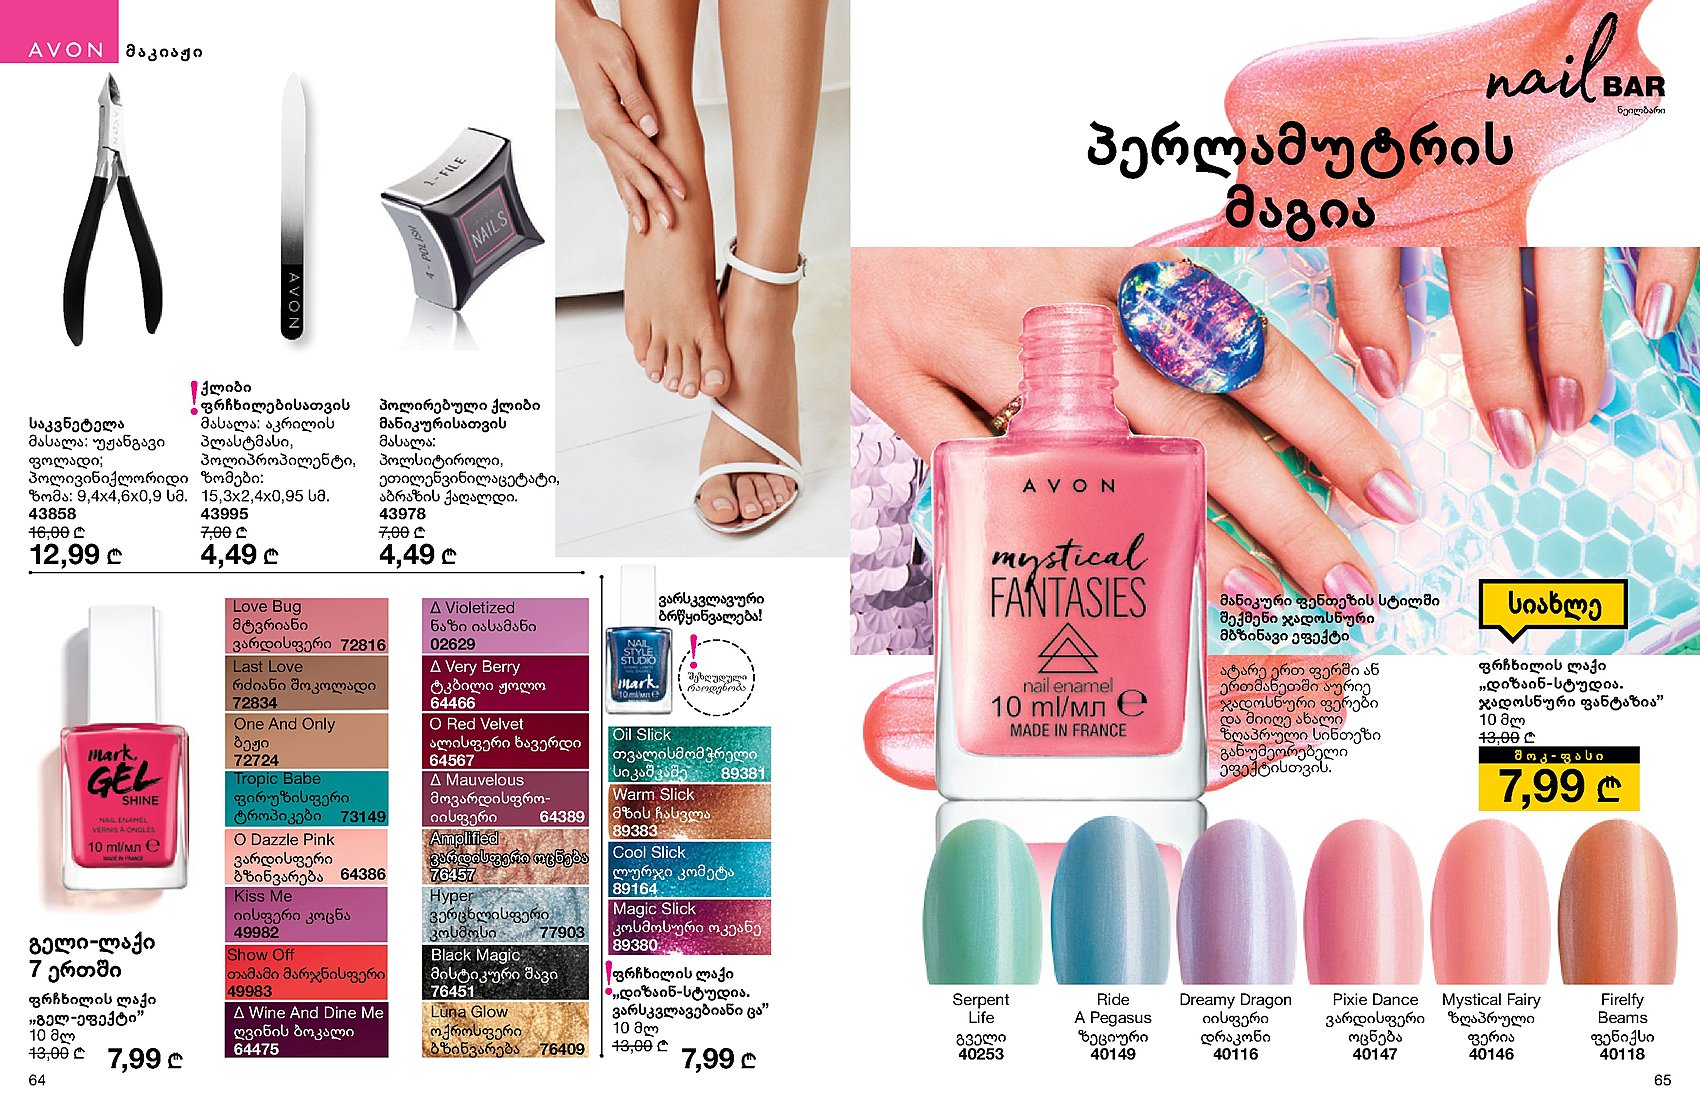 AVON მაკიაჟი
AVON
AVON
1 - FILE
4 - POLISH
AVON
NAILS
საკვნეტელა
მასალა: უჟანგავი
ფოლადი;
პოლივინიქლორიდი
ზომა: 9,4x4,6x0,9 სმ.
43858
16,00 ₾
12,99 ₾
! ქლიბი
ფრჩხილებისათვის
მასალა: აკრილის
პლასტმასი,
პოლიპროპილენტი,
ზომები:
15,3x2,4x0,95 სმ.
43995
7,00 ₾
4,49 ₾
პოლირებული ქლიბი
მანიკურისათვის
მასალა:
პოლსიტიროლი,
ეთილენვინილაცეტატი,
აბრაზის ქაღალდი.
43978
7,00 ₾
4,49 ₾
mark.
GEL
SHINE
NAIL ENAMEL
VERNIS À ONGLES
10 ml/мл ℮
MADE IN FRANCE
გელი-ლაქი
7 ერთში
ფრჩხილის ლაქი
„გელ-ეფექტი”
10 მლ
13,00 ₾
7,99 ₾
Love Bug
მტვრიანი
ვარდისფერი 72816
Last Love
რძიანი შოკოლადი
72834
One And Only
ბეჟი
72724
Tropic Babe
ფირუზისფერი
ტროპიკები 73149
O Dazzle Pink
ვარდისფერი
ბზინვარება 64386
Kiss Me
იისფერი კოცნა
49982
Show Off
თამამი მარჯნისფერი
49983
Δ Wine And Dine Me
ღვინის ბოკალი
64475
Δ Violetized
ნაზი იასამანი
02629
Δ Very Berry
ტკბილი ჟოლო
64466
O Red Velvet
ალისფერი ხავერდი
64567
Δ Mauvelous
მოვარდისფრო-
იისფერი 64389
Amplified
ვარდისფერი ოცნება
76457
Hyper
ვერცხლისფერი
კოსმოსი 77903
Black Magic
მისტიკური შავი
76451
Luna Glow
ოქროსფერი
ბზინვარება 76409
NAIL
STYLE
STUDIO
mark.
10 ml/мл ℮
ვარსკვლავური
ბრწყინვალება!
!
შეზღუდული
რაოდენობა
Oil Slick
თვალისმომჭრელი
სიკაშკაშე 89381
Warm Slick
მზის ჩასვლა
89383
Cool Slick
ლურჯი კომეტა
89164
Magic Slick
კოსმოსური ოკეანე
89380
! ფრჩხილის ლაქი
„დიზაინ-სტუდია.
ვარსკვლავებიანი ცა”
10 მლ
13,00 ₾
7,99 ₾
64
nail BAR
ნეილბარი
პერლამუტრის
მაგია
AVON
mystical
FANTASIES
nail enamel
10 ml/мл ℮
MADE IN FRANCE
მანიკური ფენთეზის სტილში
შექმენი ჯადოსნური
მბზინავი ეფექტი
ატარე ერთ ფერში ან
ერთმანეთში აურიე
ჯადოსნური ფერები
და მიიღე ახალი
ზღაპრული სინთეზი
განუმეორებელი
ეფექტისთვის.
სიახლე
ფრჩხილის ლაქი
„დიზაინ-სტუდია.
ჯადოსნური ფანტაზია”
10 მლ
13,00 ₾
შოკ-ფასი
7,99 ₾
Serpent
Life
გველი
40253
Ride
A Pegasus
ზეციური
40149
Dreamy Dragon
იისფერი
დრაკონი
40116
Pixie Dance
ვარდისფერი
ოცნება
40147
Mystical Fairy
ზღაპრული
ფერია
40146
Firelfy
Beams
ფენიქსი
40118
65